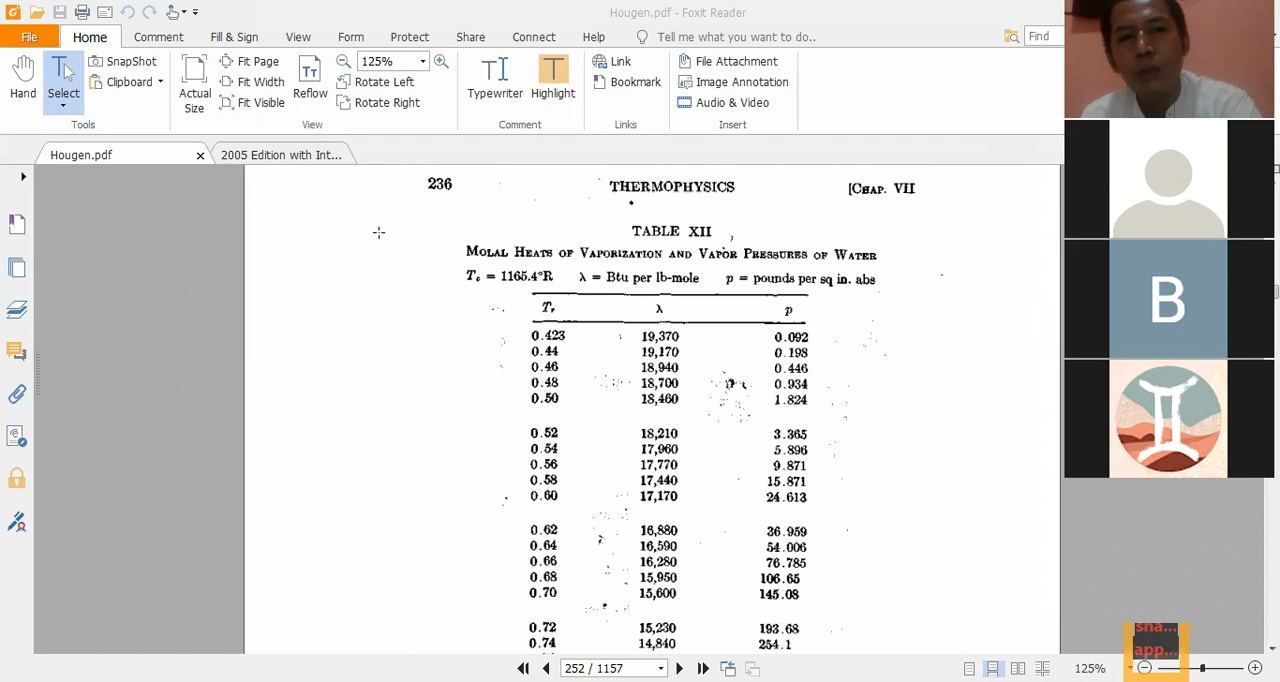 Hougen.pdf - Foxit Reader
File Home Comment Fill & Sign View Form Protect Share Connect Help Tell me what you want to do.. Find
Hand
Select
SnapShot
Clipboard
Tools
Actual Size
Fit Page
Fit Width
Fit Visible
Reflow
125%
Rotate Left
Rotate Right
View
Typewriter
Highlight
Comment
Link
Bookmark
Links
File Attachment
Image Annotation
Audio & Video
Insert
Hougen.pdf 2005 Edition with Int...
236 THERMOPHYSICS [CHAP. VII
TABLE XII
MOLAL HEATS OF VAPORIZATION AND VAPOR PRESSURES OF WATER
Tc = 1165.4°R λ = Btu per lb-mole p = pounds per sq in. abs
Tr λ p
0.423 19,370 0.092
0.44 19,170 0.198
0.46 18,940 0.446
0.48 18,700 0.934
0.50 18,460 1.824
0.52 18,210 3.365
0.54 17,960 5.896
0.56 17,770 9.871
0.58 17,440 15.871
0.60 17,170 24.613
0.62 16,880 36.959
0.64 16,590 54.006
0.66 16,280 76.785
0.68 15,950 106.65
0.70 15,600 145.08
0.72 15,230 193.68
0.74 14,840 254.1
B
sha...
app...
252 / 1157
125%